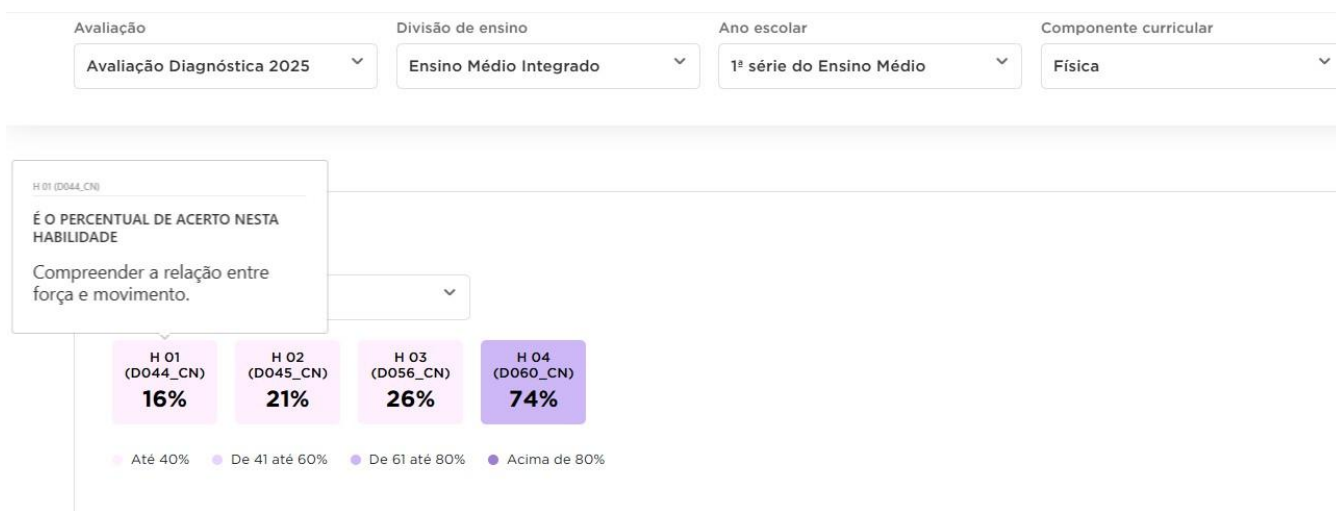 Avaliação
Divisão de ensino
Ano escolar
Componente curricular
Avaliação Diagnóstica 2025
Ensino Médio Integrado
1ª série do Ensino Médio
Física
H 01 (D044_CN)
É O PERCENTUAL DE ACERTO NESTA
HABILIDADE
Compreender a relação entre
força e movimento.
H 01
(D044_CN)
16%
H 02
(D045_CN)
21%
H 03
(D056_CN)
26%
H 04
(D060_CN)
74%
Até 40%
De 41 até 60%
De 61 até 80%
Acima de 80%